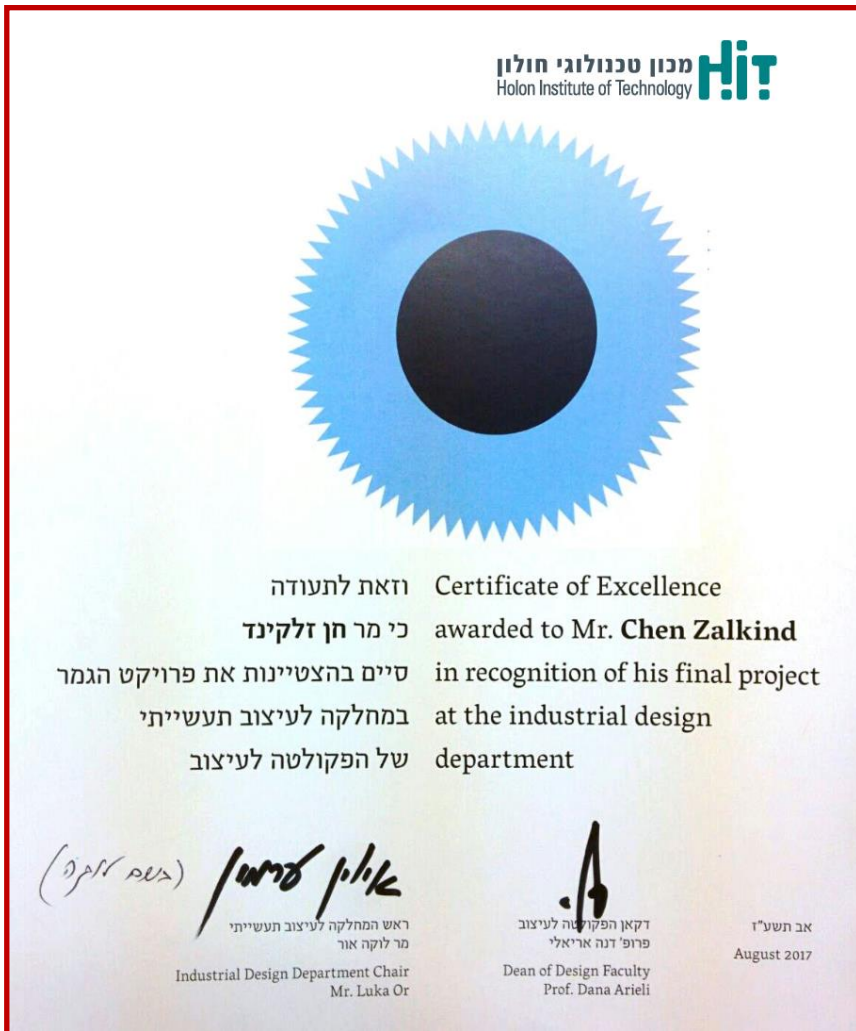 מכון טכנולוגי חולון
Holon Institute of Technology
HiT
וזאת לתעודה
כי מר חן זלקינד
סיים בהצטיינות את פרויקט הגמר
במחלקה לעיצוב תעשייתי
של הפקולטה לעיצוב
Certificate of Excellence
awarded to Mr. Chen Zalkind
in recognition of his final project
at the industrial design
department
ראש המחלקה לעיצוב תעשייתי
מר לוקה אור
Industrial Design Department Chair
Mr. Luka Or
דקאן הפקולטה לעיצוב
פרופ' דנה אריאלי
Dean of Design Faculty
Prof. Dana Arieli
אב תשע"ז
August 2017